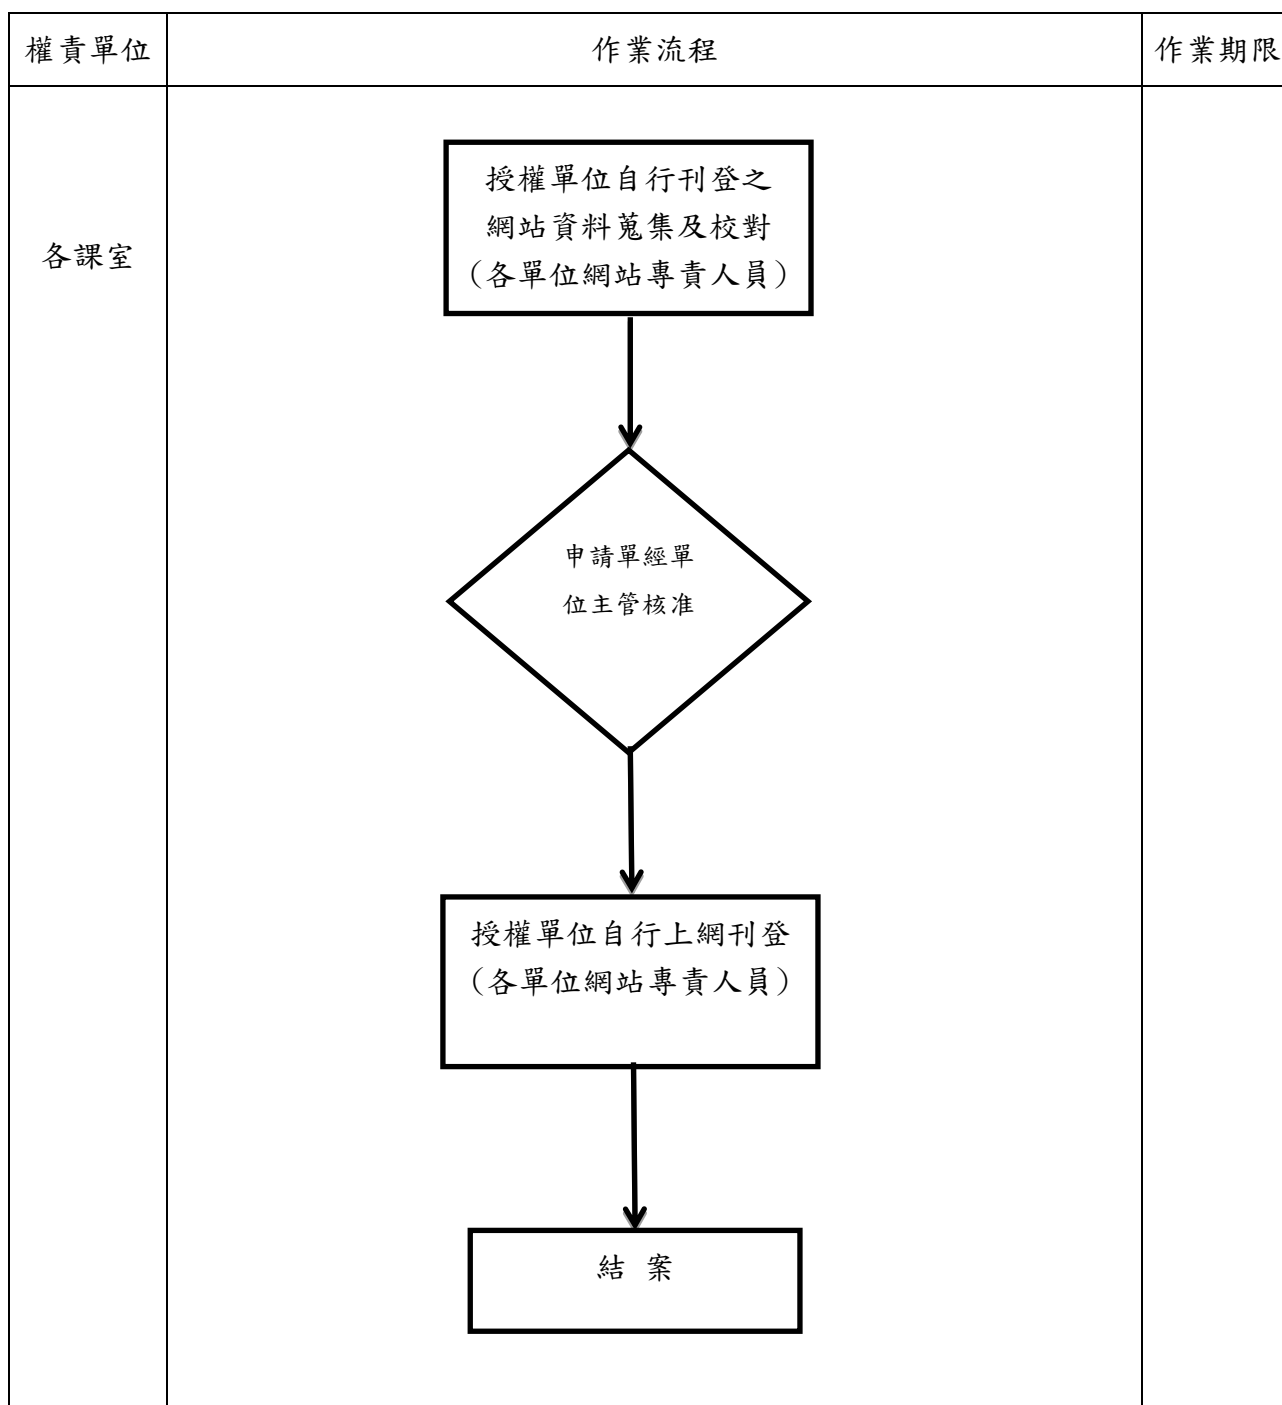 權責單位
作業流程
作業期限
各課室
授權單位自行刊登之
網站資料蒐集及校對
（各單位網站專責人員）
申請單經單
位主管核准
授權單位自行上網刊登
（各單位網站專責人員）
結 案